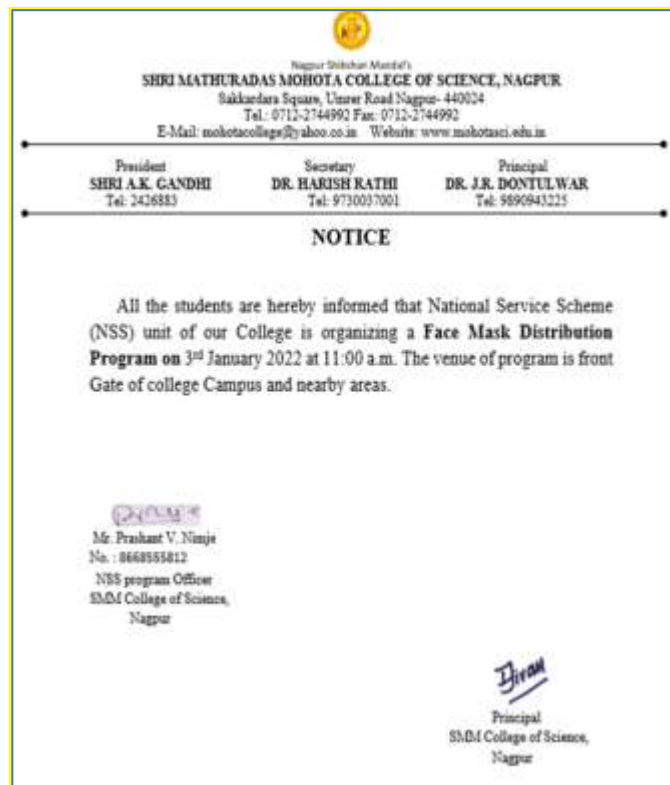 Nagpur Shikshan Mandal's
SHRI MATHURADAS MOHOTA COLLEGE OF SCIENCE, NAGPUR
Sakkardara Square, Umrer Road Nagpur- 440024
Tel.: 0712-2744992 Fax: 0712-2744992
E-Mail: mohotacollege@yahoo.co.in Website: www.mohotasci.edu.in
President Secretary Principal
SHRI A.K. GANDHI DR. HARISH RATHI DR. J.R. DONTULWAR
Tel: 2426883 Tel: 9730037001 Tel: 9890943225
NOTICE
All the students are hereby informed that National Service Scheme
(NSS) unit of our College is organizing a Face Mask Distribution
Program on 3rd January 2022 at 11:00 a.m. The venue of program is front
Gate of college Campus and nearby areas.
Mr. Prashant V. Nimje
No. : 8668555812
NSS program Officer
SMM College of Science,
Nagpur
Principal
SMM College of Science,
Nagpur